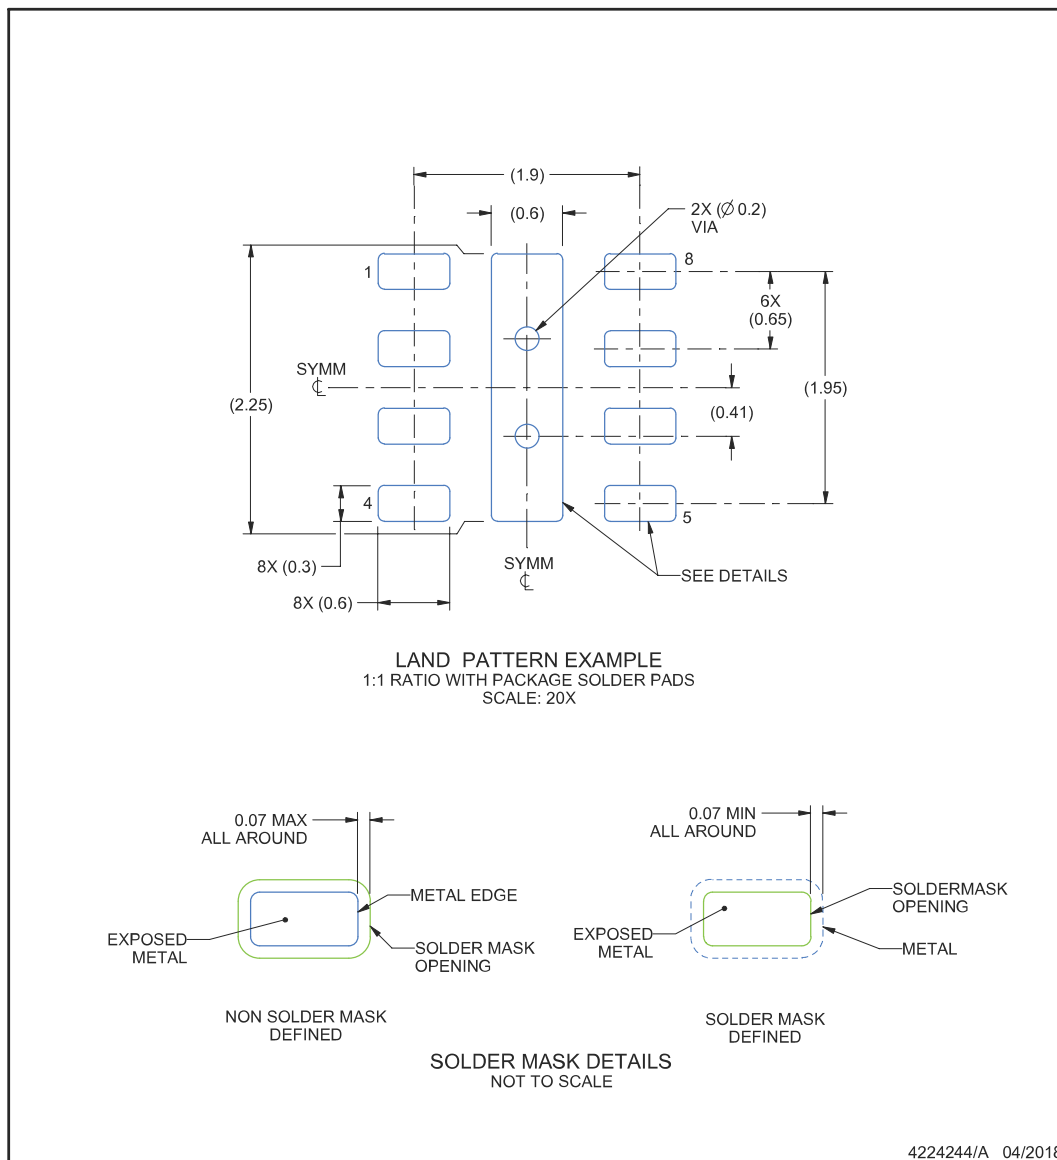 (1.9)
(0.6)
2X (Ø 0.2)
VIA
1
8
6X
(0.65)
SYMM
℄
(1.95)
(2.25)
(0.41)
4
5
8X (0.3)
SYMM
℄
SEE DETAILS
8X (0.6)
LAND PATTERN EXAMPLE
1:1 RATIO WITH PACKAGE SOLDER PADS
SCALE: 20X
0.07 MAX
ALL AROUND
METAL EDGE
EXPOSED
METAL
SOLDER MASK
OPENING
NON SOLDER MASK
DEFINED
0.07 MIN
ALL AROUND
SOLDERMASK
OPENING
EXPOSED
METAL
METAL
SOLDER MASK
DEFINED
SOLDER MASK DETAILS
NOT TO SCALE
4224244/A 04/2018